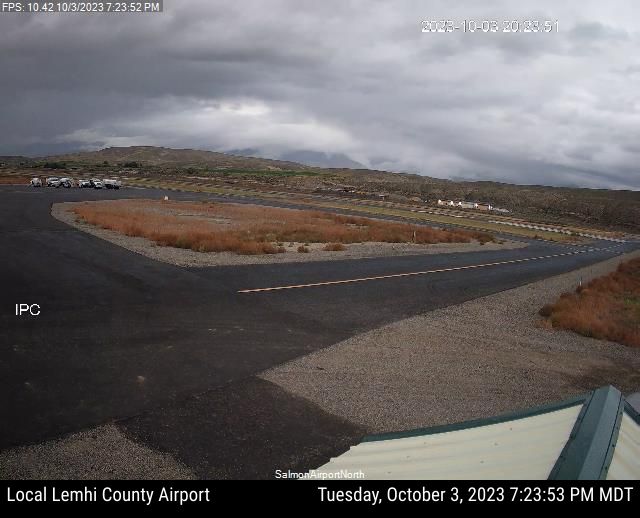 FPS: 10.42 10/3/2023 7:23:52 PM
2023-10-03 20:23:51
IPC
SalmonAirportNorth
Local Lemhi County Airport
Tuesday, October 3, 2023 7:23:53 PM MDT